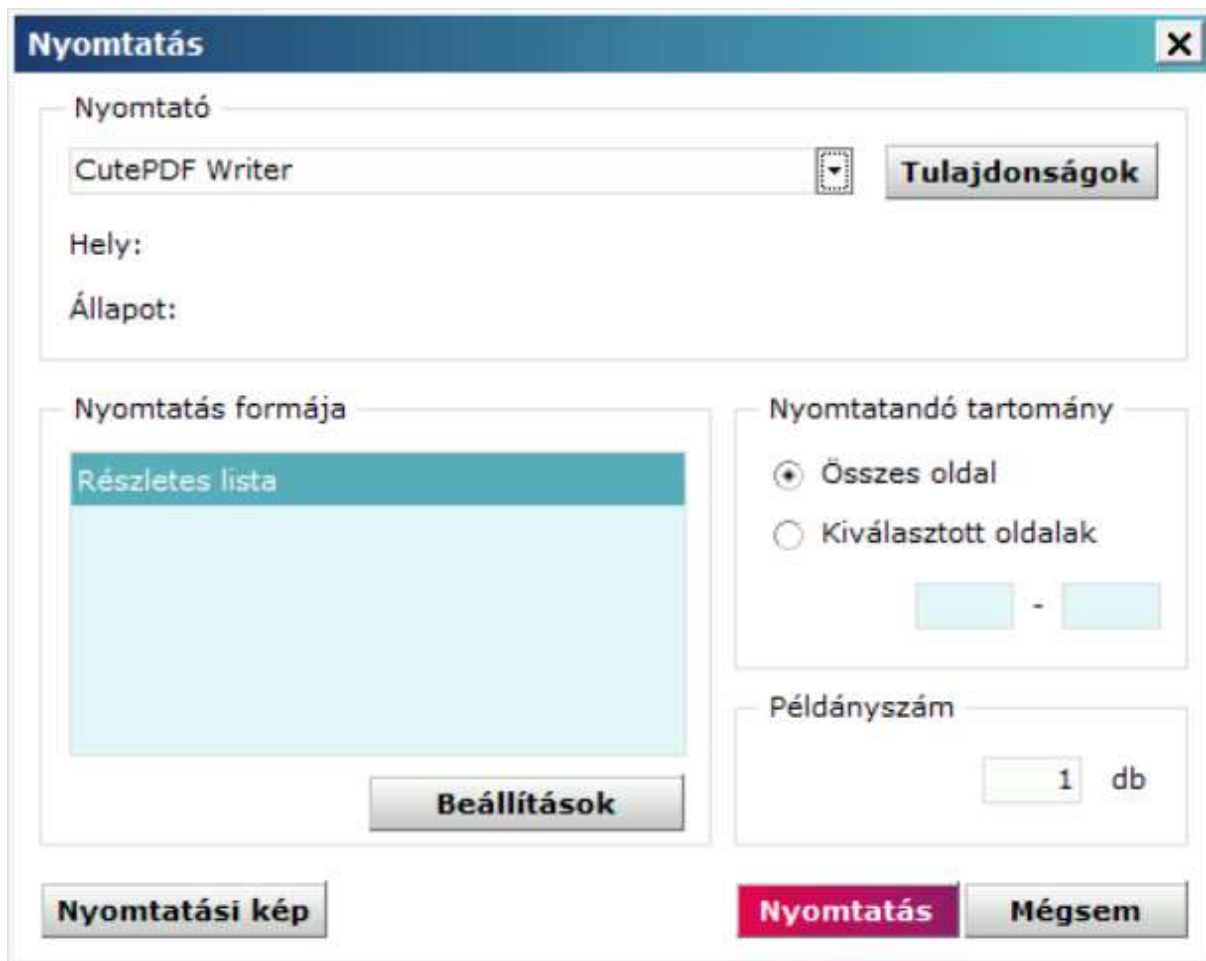 Nyomtatás
Nyomtató
CutePDF Writer
Tulajdonságok
Hely:
Állapot:
Nyomtatás formája
Részletes lista
Beállítások
Nyomtatandó tartomány
Összes oldal
Kiválasztott oldalak
-
Példányszám
1 db
Nyomtatási kép
Nyomtatás
Mégsem